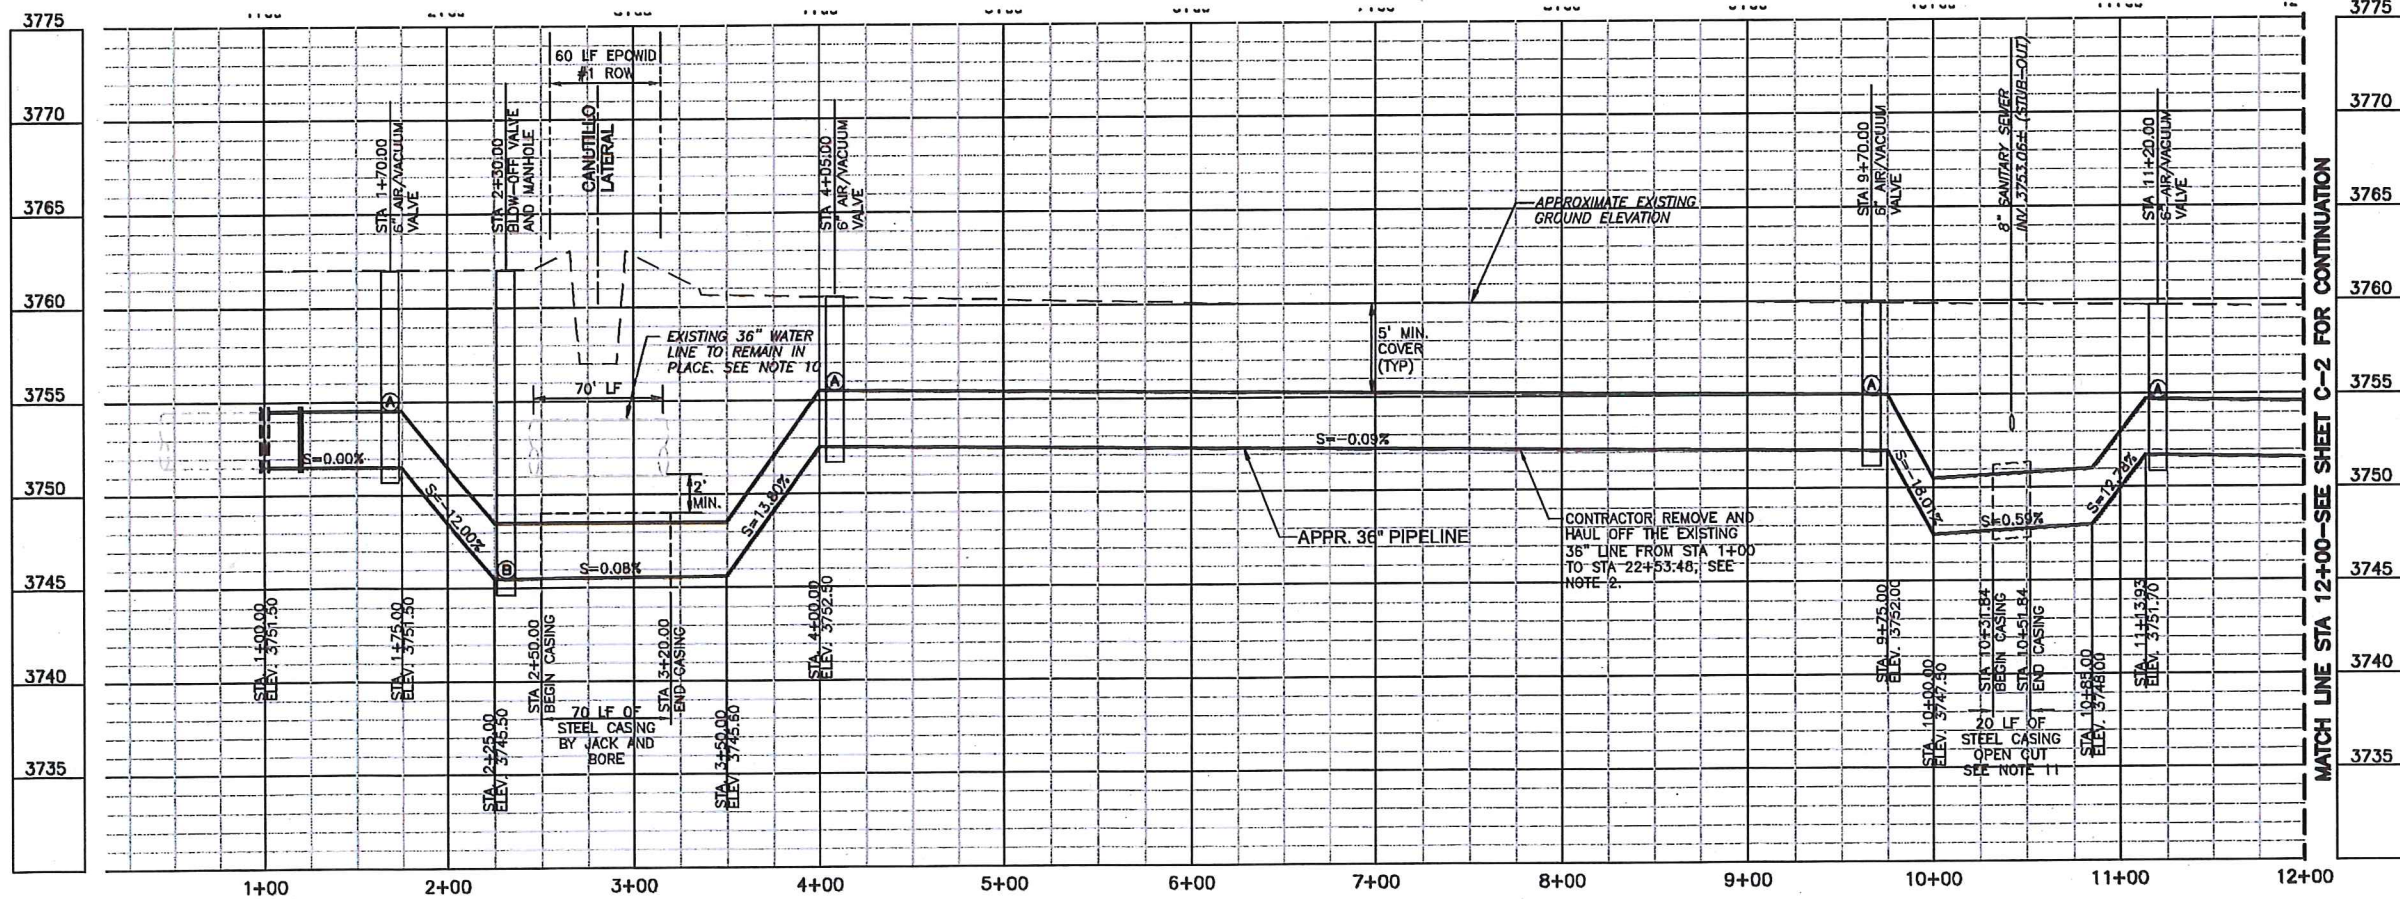 3775
3770
3765
3760
3755
3750
3745
3740
3735
60 LF EPCWID
#1 ROW
CANUTILLO
LATERAL
STA 1+70.00
6" AIR/VACUUM
VALVE
STA 2+30.00
BLOW-OFF VALVE
AND MANHOLE
STA 4+05.00
6" AIR/VACUUM
VALVE
APPROXIMATE EXISTING
GROUND ELEVATION
STA 9+70.00
6" AIR/VACUUM
VALVE
8" SANITARY SEWER
INV. 3753.06± (STUB-OUT)
STA 11+20.00
6" AIR/VACUUM
VALVE
EXISTING 36" WATER
LINE TO REMAIN IN
PLACE. SEE NOTE 10
70' LF
5' MIN.
COVER
(TYP)
A
A
A
A
B
2'
MIN.
S=0.00%
S=-12.00%
S=0.08%
S=13.80%
S=-0.09%
S=-18.01%
S=0.59%
S=12.78%
APPR. 36" PIPELINE
CONTRACTOR REMOVE AND
HAUL OFF THE EXISTING
36" LINE FROM STA 1+00
TO STA 22+53.48, SEE
NOTE 2.
STA. 1+00.00
ELEV. 3751.50
STA. 1+75.00
ELEV. 3751.50
STA. 2+25.00
ELEV. 3745.50
STA 2+50.00
BEGIN CASING
70 LF OF
STEEL CASING
BY JACK AND
BORE
STA 3+20.00
END CASING
STA. 3+50.00
ELEV. 3745.60
STA. 4+00.00
ELEV. 3752.50
STA. 9+75.00
ELEV. 3752.00
STA. 10+00.00
ELEV. 3747.50
STA 10+31.84
BEGIN CASING
STA 10+51.84
END CASING
20 LF OF
STEEL CASING
OPEN CUT
SEE NOTE 11
STA. 10+85.00
ELEV. 3748.00
STA. 11+13.93
ELEV. 3751.70
MATCH LINE STA 12+00-SEE SHEET C-2 FOR CONTINUATION
3775
3770
3765
3760
3755
3750
3745
3740
3735
1+00 2+00 3+00 4+00 5+00 6+00 7+00 8+00 9+00 10+00 11+00 12+00